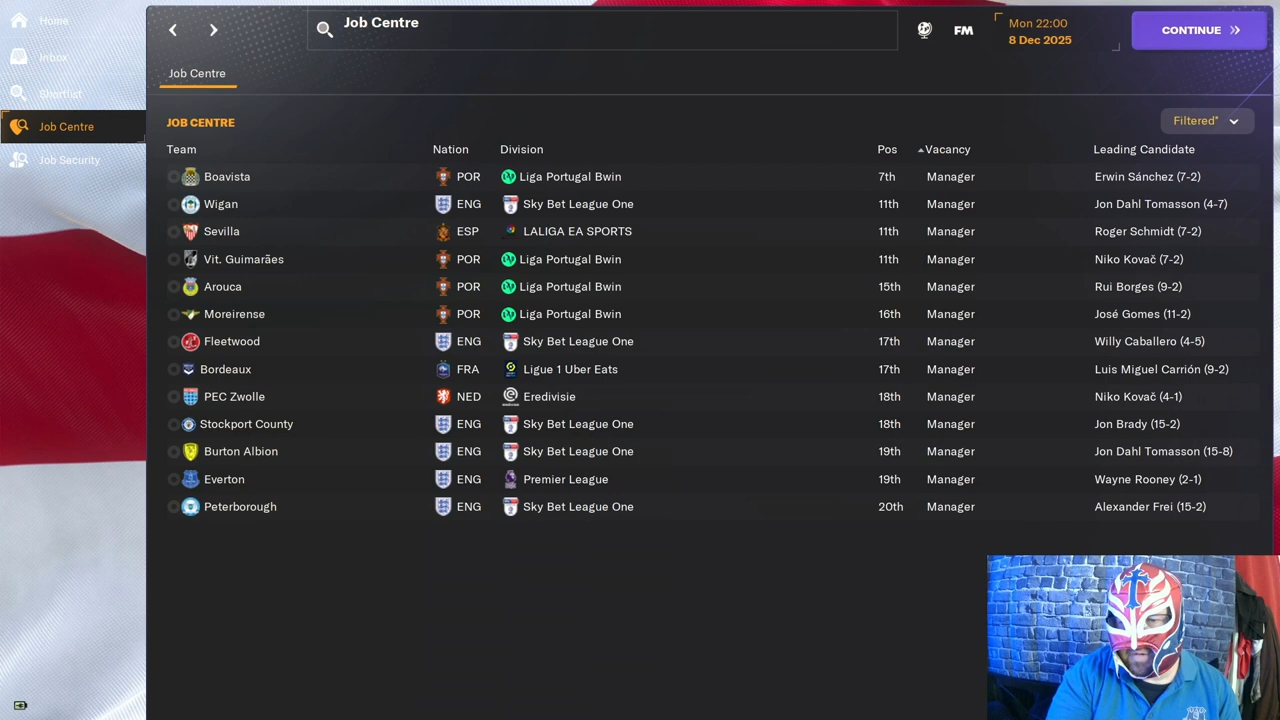 Home
Inbox
Shortlist
Job Centre
Job Security
Job Centre
FM
Mon 22:00
8 Dec 2025
CONTINUE
Job Centre
JOB CENTRE
Filtered*
Team Nation Division Pos Vacancy Leading Candidate
Boavista POR Liga Portugal Bwin 7th Manager Erwin Sánchez (7-2)
Wigan ENG Sky Bet League One 11th Manager Jon Dahl Tomasson (4-7)
Sevilla ESP LALIGA EA SPORTS 11th Manager Roger Schmidt (7-2)
Vit. Guimarães POR Liga Portugal Bwin 11th Manager Niko Kovač (7-2)
Arouca POR Liga Portugal Bwin 15th Manager Rui Borges (9-2)
Moreirense POR Liga Portugal Bwin 16th Manager José Gomes (11-2)
Fleetwood ENG Sky Bet League One 17th Manager Willy Caballero (4-5)
Bordeaux FRA Ligue 1 Uber Eats 17th Manager Luis Miguel Carrión (9-2)
PEC Zwolle NED Eredivisie 18th Manager Niko Kovač (4-1)
Stockport County ENG Sky Bet League One 18th Manager Jon Brady (15-2)
Burton Albion ENG Sky Bet League One 19th Manager Jon Dahl Tomasson (15-8)
Everton ENG Premier League 19th Manager Wayne Rooney (2-1)
Peterborough ENG Sky Bet League One 20th Manager Alexander Frei (15-2)